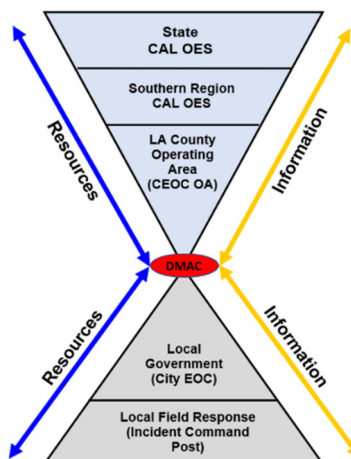 State
CAL OES
Southern Region
CAL OES
LA County
Operating
Area
(CEOC OA)
Resources
Information
DMAC
Resources
Information
Local
Government
(City EOC)
Local Field Response
(Incident Command
Post)